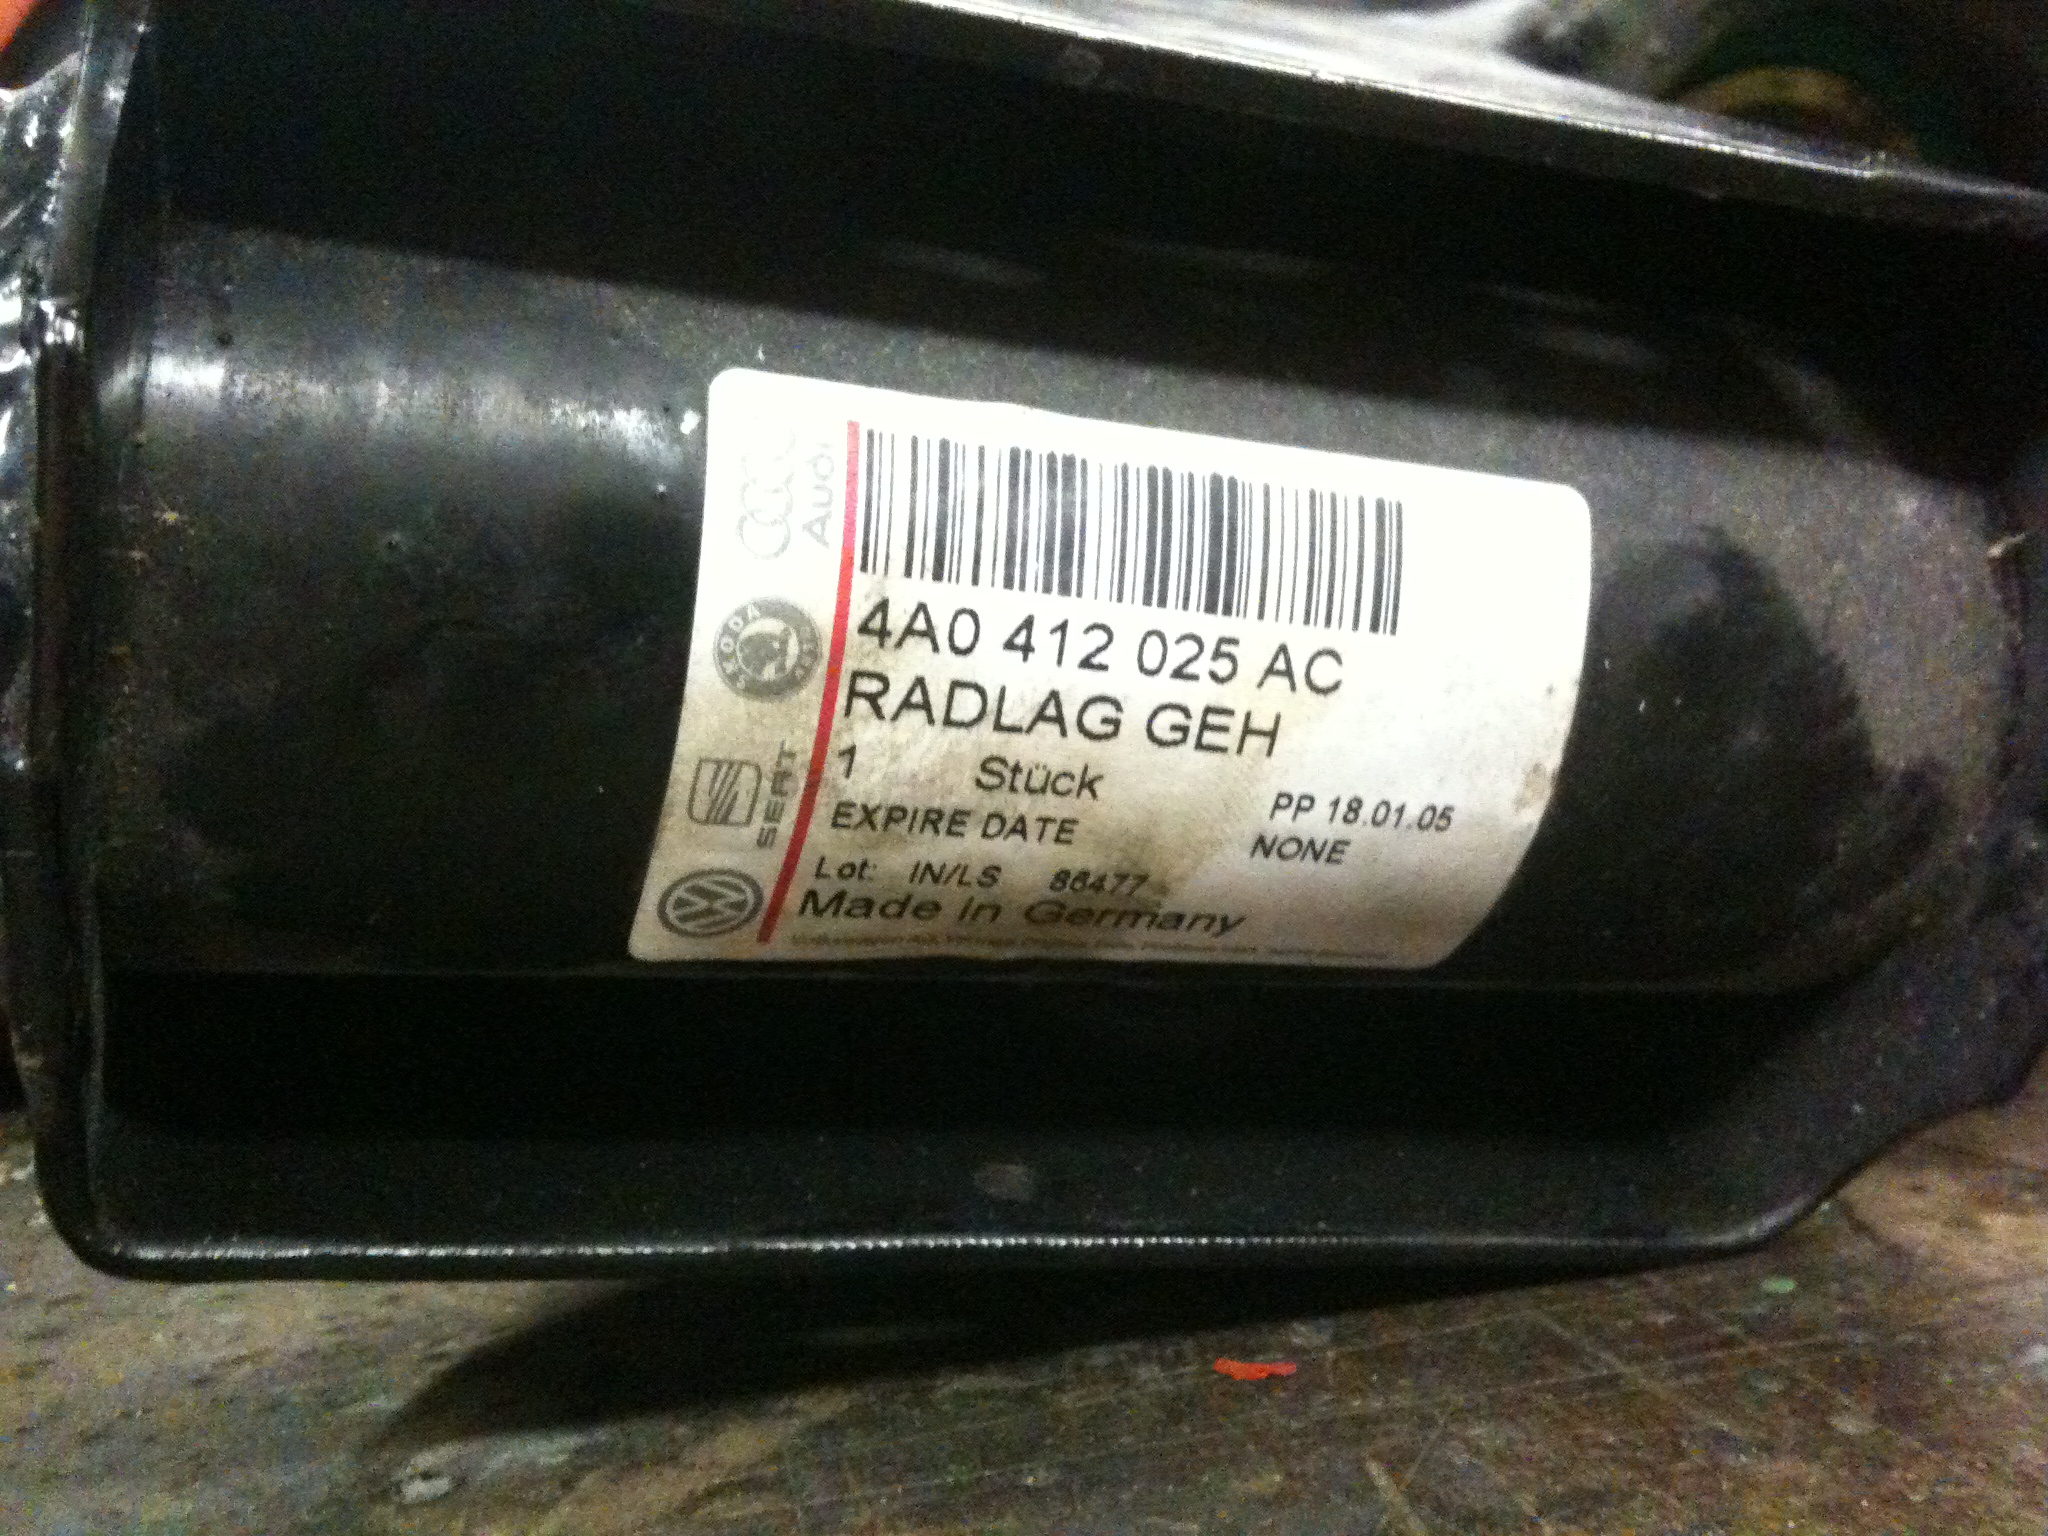 4A0 412 025 AC
RADLAG GEH
1 Stück
PP 18.01.05
EXPIRE DATE NONE
Lot: IN/LS 86477
Made in Germany
Audi
SKODA
SEAT